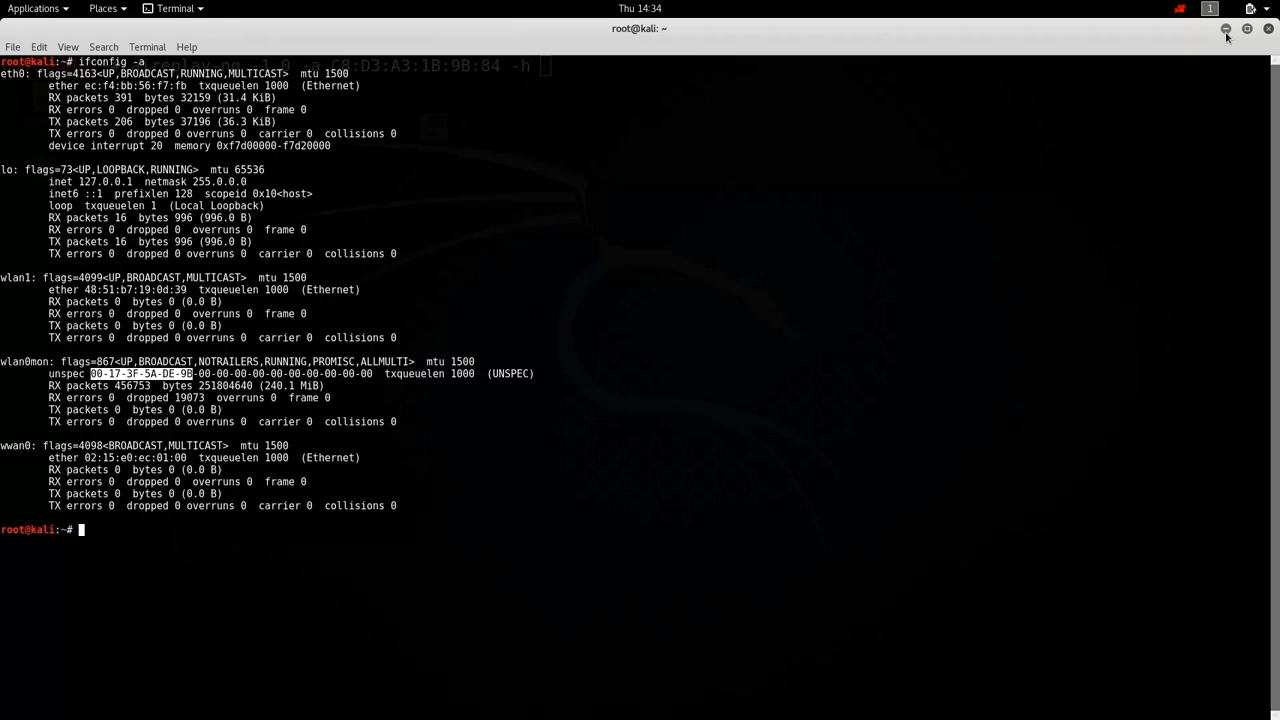 Applications Places Terminal Thu 14:34 1
root@kali: ~
File Edit View Search Terminal Help
root@kali:~# ifconfig -a
replay-ng -1 0 -a C8:D3:A3:1B:9B:84 -h
eth0: flags=4163<UP,BROADCAST,RUNNING,MULTICAST> mtu 1500
ether ec:f4:bb:56:f7:fb txqueuelen 1000 (Ethernet)
RX packets 391 bytes 32159 (31.4 KiB)
RX errors 0 dropped 0 overruns 0 frame 0
TX packets 206 bytes 37196 (36.3 KiB)
TX errors 0 dropped 0 overruns 0 carrier 0 collisions 0
device interrupt 20 memory 0xf7d00000-f7d20000
lo: flags=73<UP,LOOPBACK,RUNNING> mtu 65536
inet 127.0.0.1 netmask 255.0.0.0
inet6 ::1 prefixlen 128 scopeid 0x10<host>
loop txqueuelen 1 (Local Loopback)
RX packets 16 bytes 996 (996.0 B)
RX errors 0 dropped 0 overruns 0 frame 0
TX packets 16 bytes 996 (996.0 B)
TX errors 0 dropped 0 overruns 0 carrier 0 collisions 0
wlan1: flags=4099<UP,BROADCAST,MULTICAST> mtu 1500
ether 48:51:b7:19:0d:39 txqueuelen 1000 (Ethernet)
RX packets 0 bytes 0 (0.0 B)
RX errors 0 dropped 0 overruns 0 frame 0
TX packets 0 bytes 0 (0.0 B)
TX errors 0 dropped 0 overruns 0 carrier 0 collisions 0
wlan0mon: flags=867<UP,BROADCAST,NOTRAILERS,RUNNING,PROMISC,ALLMULTI> mtu 1500
unspec 00-17-3F-5A-DE-9B-00-00-00-00-00-00-00-00-00-00 txqueuelen 1000 (UNSPEC)
RX packets 456753 bytes 251804640 (240.1 MiB)
RX errors 0 dropped 19073 overruns 0 frame 0
TX packets 0 bytes 0 (0.0 B)
TX errors 0 dropped 0 overruns 0 carrier 0 collisions 0
wwan0: flags=4098<BROADCAST,MULTICAST> mtu 1500
ether 02:15:e0:ec:01:00 txqueuelen 1000 (Ethernet)
RX packets 0 bytes 0 (0.0 B)
RX errors 0 dropped 0 overruns 0 frame 0
TX packets 0 bytes 0 (0.0 B)
TX errors 0 dropped 0 overruns 0 carrier 0 collisions 0
root@kali:~#